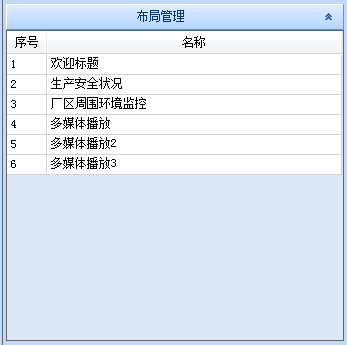 布局管理
序号 名称
1 欢迎标题
2 生产安全状况
3 厂区周围环境监控
4 多媒体播放
5 多媒体播放2
6 多媒体播放3